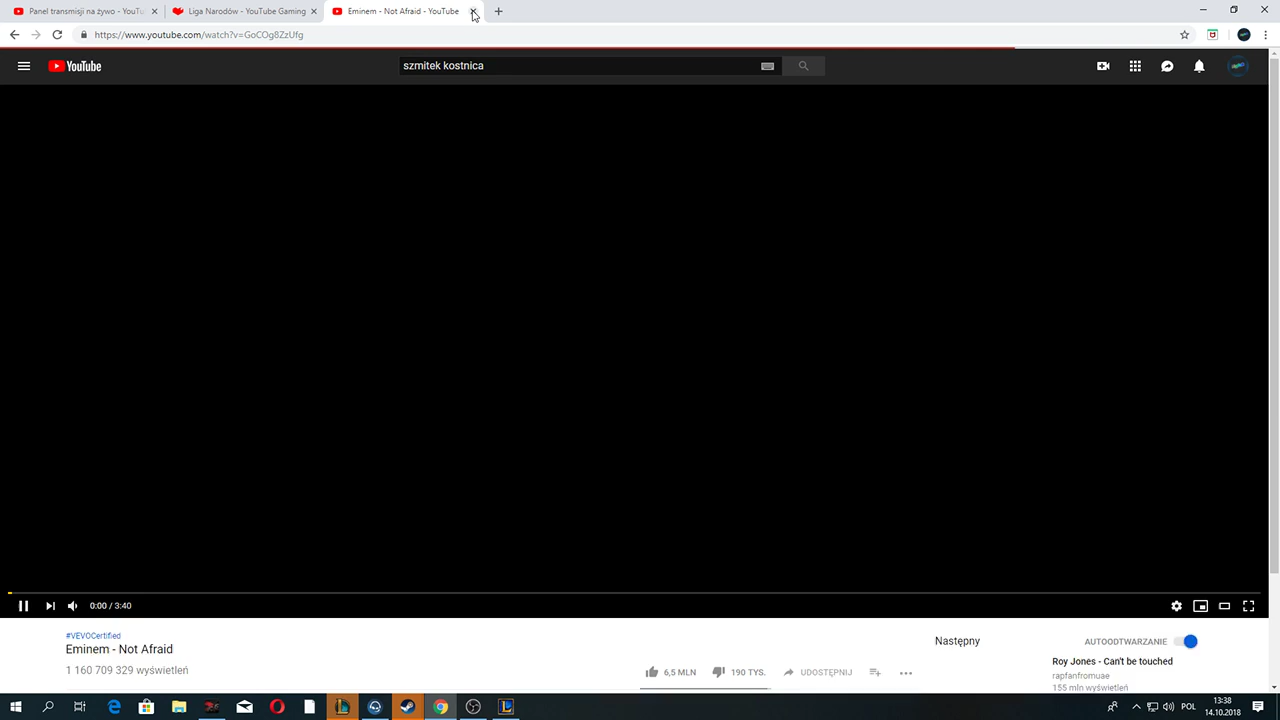 Panel transmisji na żywo - YouTu
Liga Narodów - YouTube Gaming
Eminem - Not Afraid - YouTube
https://www.youtube.com/watch?v=GoCOg8ZzUfg
YouTube
szmitek kostnica
0:00 / 3:40
#VEVOCertified
Eminem - Not Afraid
1 160 709 329 wyświetleń
6,5 MLN
190 TYS.
UDOSTĘPNIJ
Następny
AUTOODTWARZANIE
Roy Jones - Can't be touched
rapfanfromuae
155 mln wyświetleń
POL
13:38
14.10.2018